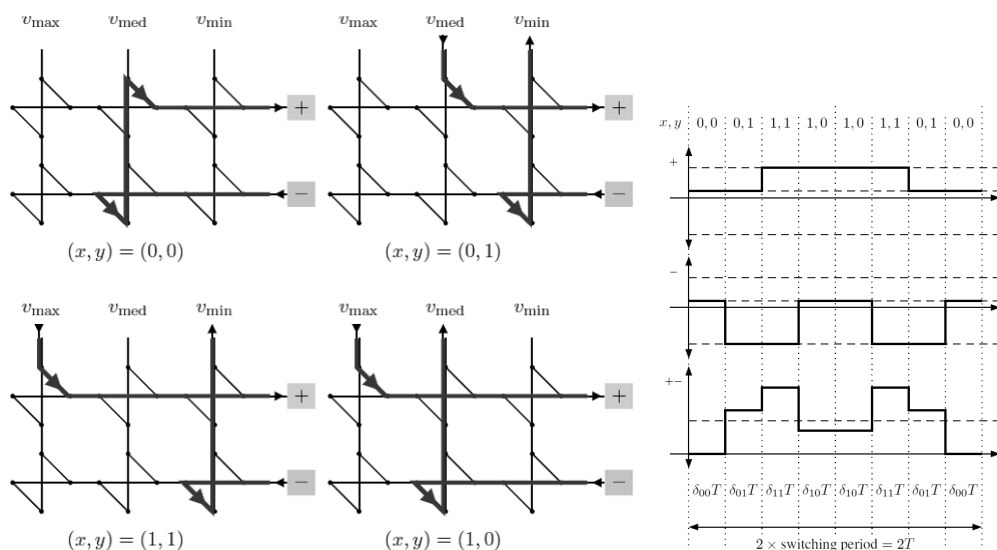 v_max v_med v_min
+
−
(x, y) = (0, 0)
v_max v_med v_min
+
−
(x, y) = (0, 1)
v_max v_med v_min
+
−
(x, y) = (1, 1)
v_max v_med v_min
+
−
(x, y) = (1, 0)
x, y 0, 0 0, 1 1, 1 1, 0 1, 0 1, 1 0, 1 0, 0
+
−
+−
δ₀₀T δ₀₁T δ₁₁T δ₁₀T δ₁₀T δ₁₁T δ₀₁T δ₀₀T
2 × switching period = 2T